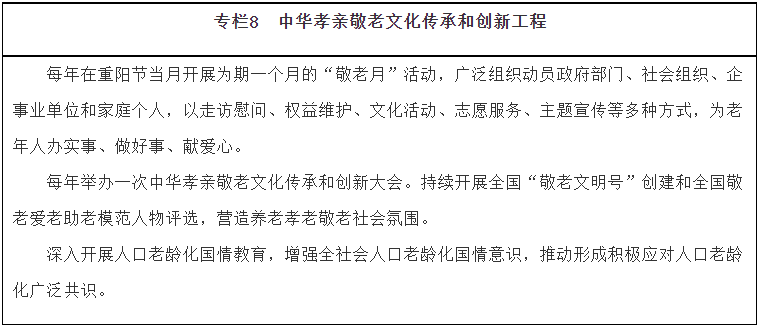 专栏8　中华孝亲敬老文化传承和创新工程
每年在重阳节当月开展为期一个月的“敬老月”活动，广泛组织动员政府部门、社会组织、企
事业单位和家庭个人，以走访慰问、权益维护、文化活动、志愿服务、主题宣传等多种方式，为老
年人办实事、做好事、献爱心。
每年举办一次中华孝亲敬老文化传承和创新大会。持续开展全国“敬老文明号”创建和全国敬
老爱老助老模范人物评选，营造养老孝老敬老社会氛围。
深入开展人口老龄化国情教育，增强全社会人口老龄化国情意识，推动形成积极应对人口老龄
化广泛共识。